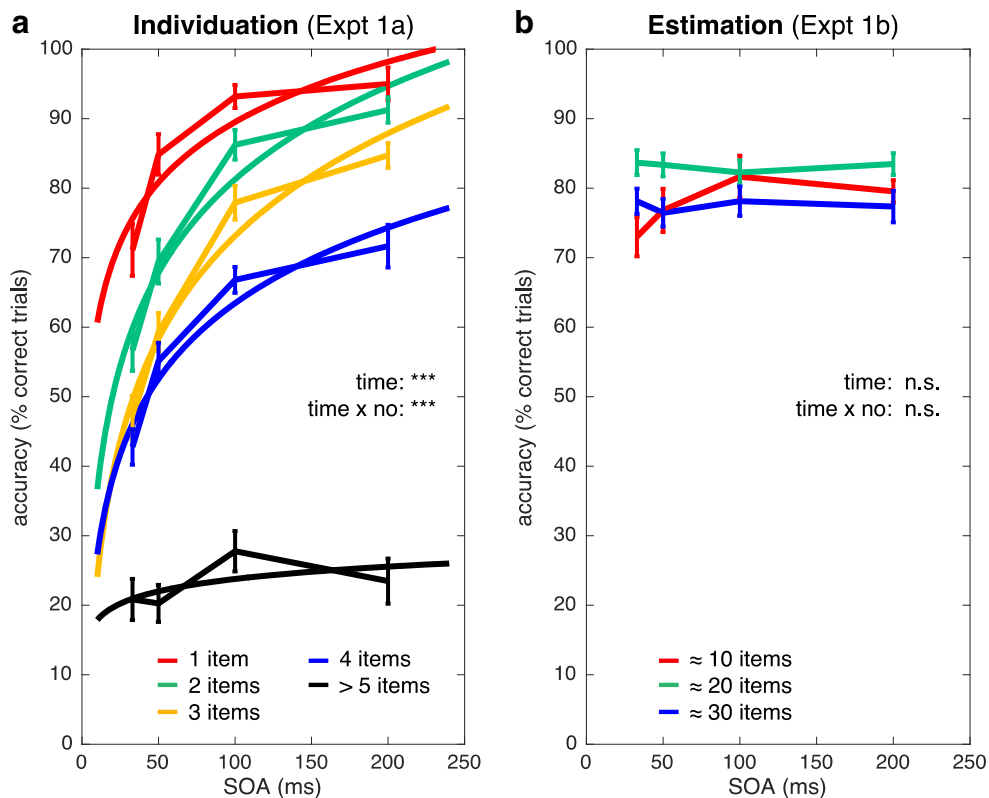 a Individuation (Expt 1a)
accuracy (% correct trials)
100
90
80
70
60
50
40
30
20
10
0
time: ***
time x no: ***
1 item
2 items
3 items
4 items
> 5 items
0 50 100 150 200 250
SOA (ms)
b Estimation (Expt 1b)
accuracy (% correct trials)
100
90
80
70
60
50
40
30
20
10
0
time: n.s.
time x no: n.s.
≈ 10 items
≈ 20 items
≈ 30 items
0 50 100 150 200 250
SOA (ms)